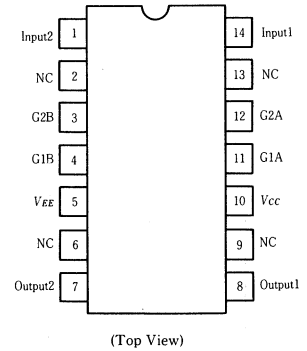 Input2 1 14 Input1
NC 2 13 NC
G2B 3 12 G2A
G1B 4 11 G1A
VEE 5 10 Vcc
NC 6 9 NC
Output2 7 8 Output1
(Top View)